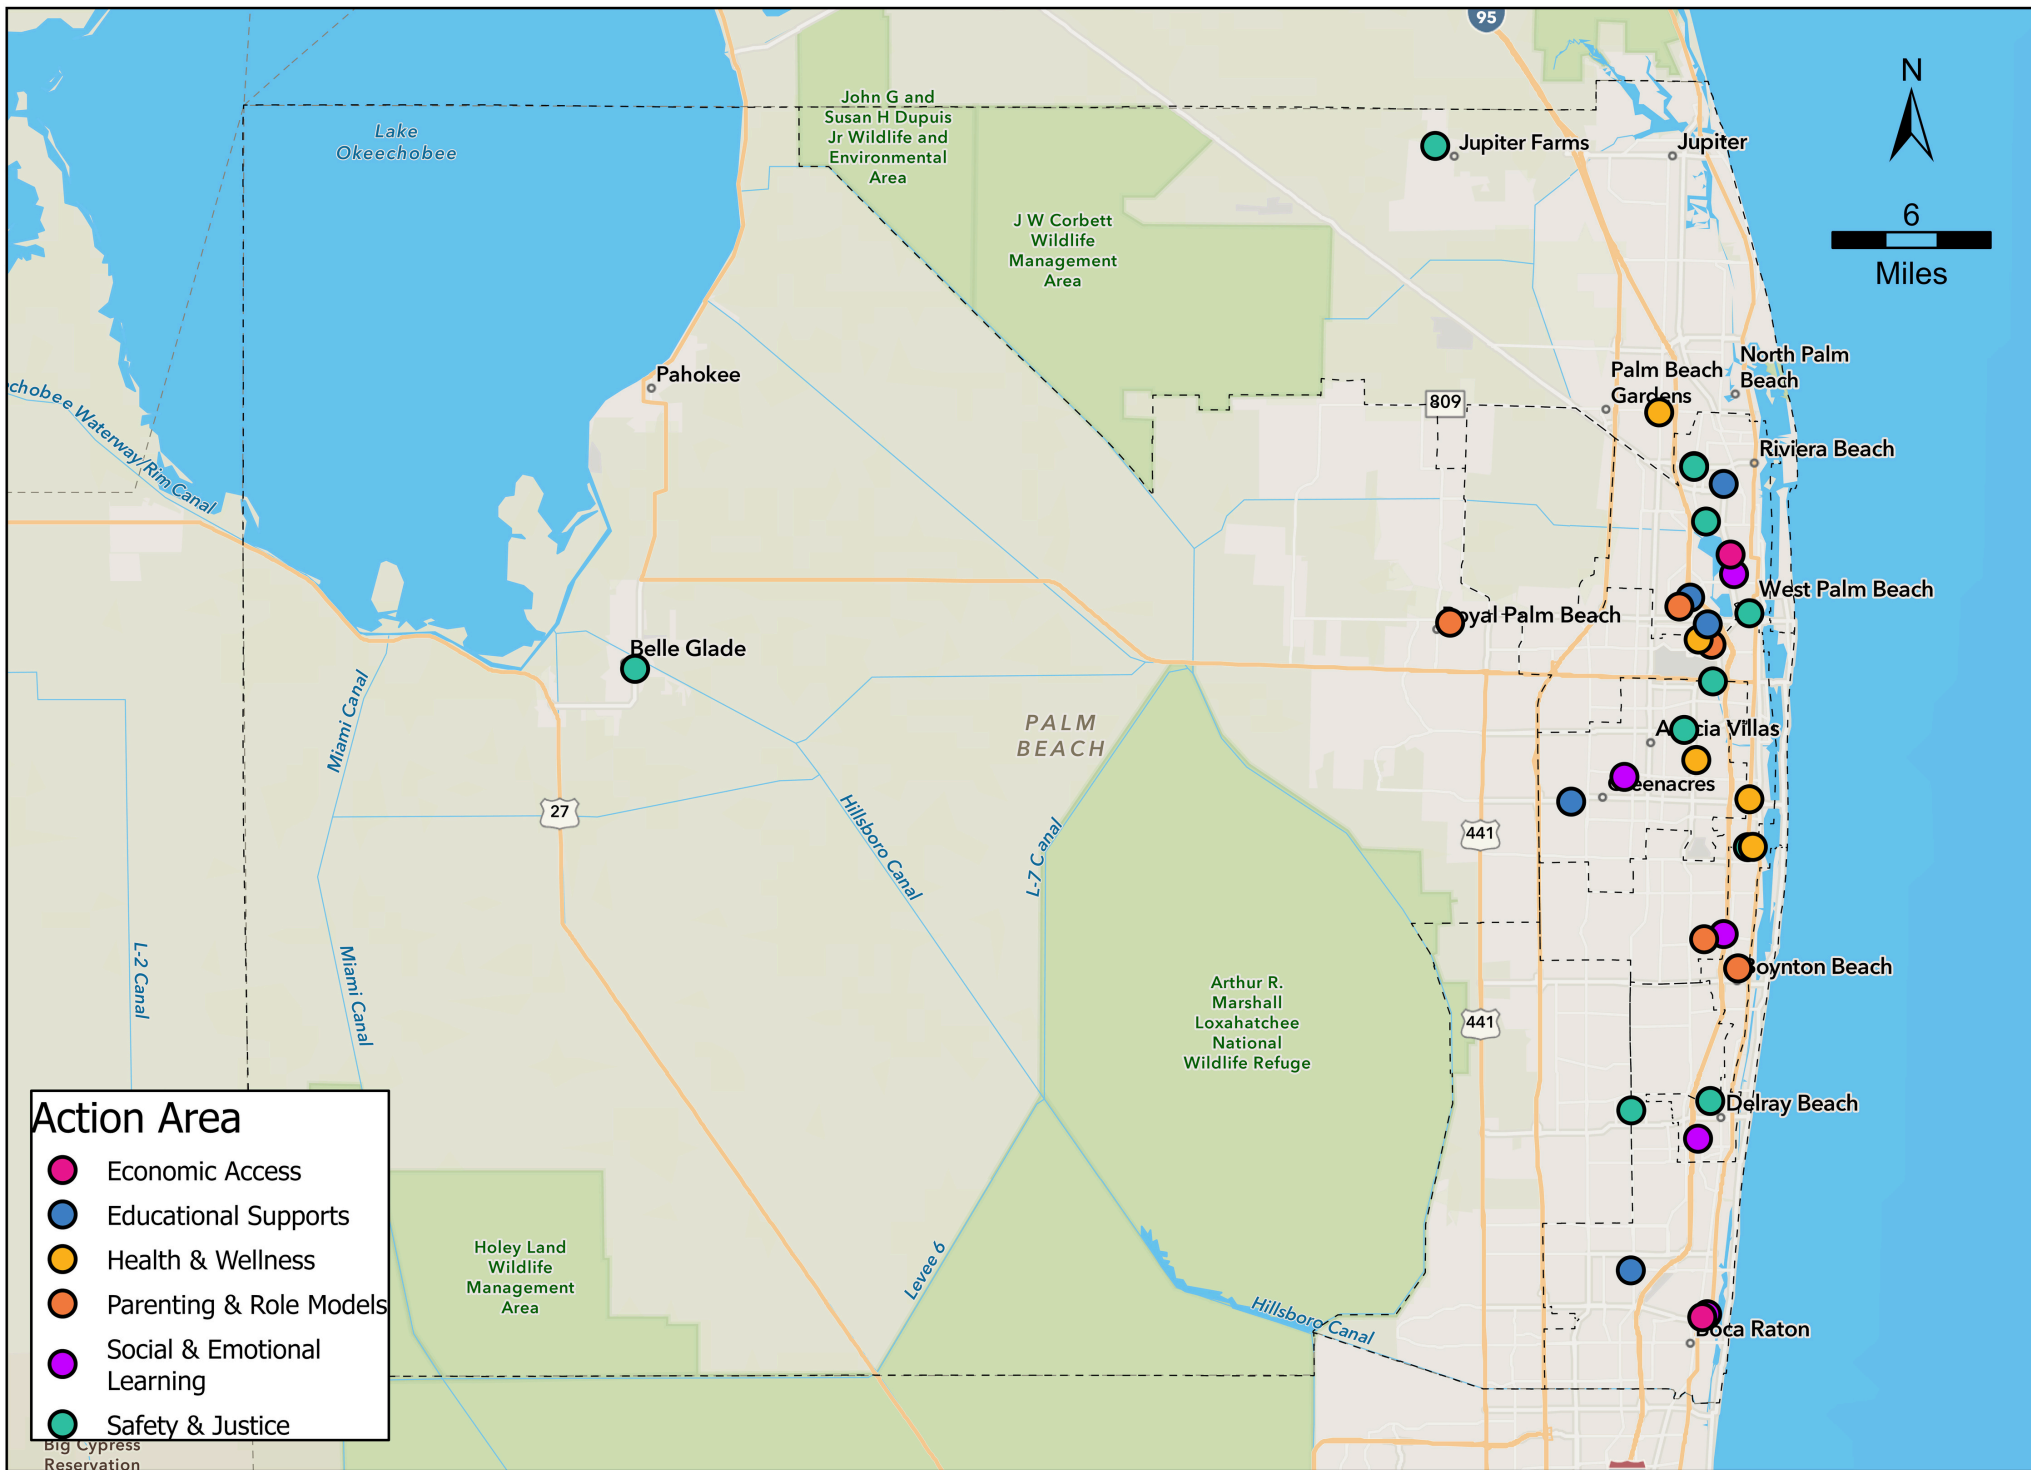 95
N
6
Miles
Lake
Okeechobee
John G and
Susan H Dupuis
Jr Wildlife and
Environmental
Area
J W Corbett
Wildlife
Management
Area
Jupiter Farms
Jupiter
Pahokee
809
Palm Beach
Gardens
North Palm
Beach
Riviera Beach
echobee Waterway/Rim Canal
West Palm Beach
Royal Palm Beach
Belle Glade
Miami Canal
PALM
BEACH
Acacia Villas
Greenacres
27
Hillsboro Canal
L-7 Canal
441
L-2 Canal
Miami Canal
Boynton Beach
Arthur R.
Marshall
Loxahatchee
National
Wildlife Refuge
441
Delray Beach
Action Area
Economic Access
Educational Supports
Health & Wellness
Parenting & Role Models
Social & Emotional
Learning
Safety & Justice
Holey Land
Wildlife
Management
Area
Levee 6
Hillsboro Canal
Boca Raton
Big Cypress
Reservation